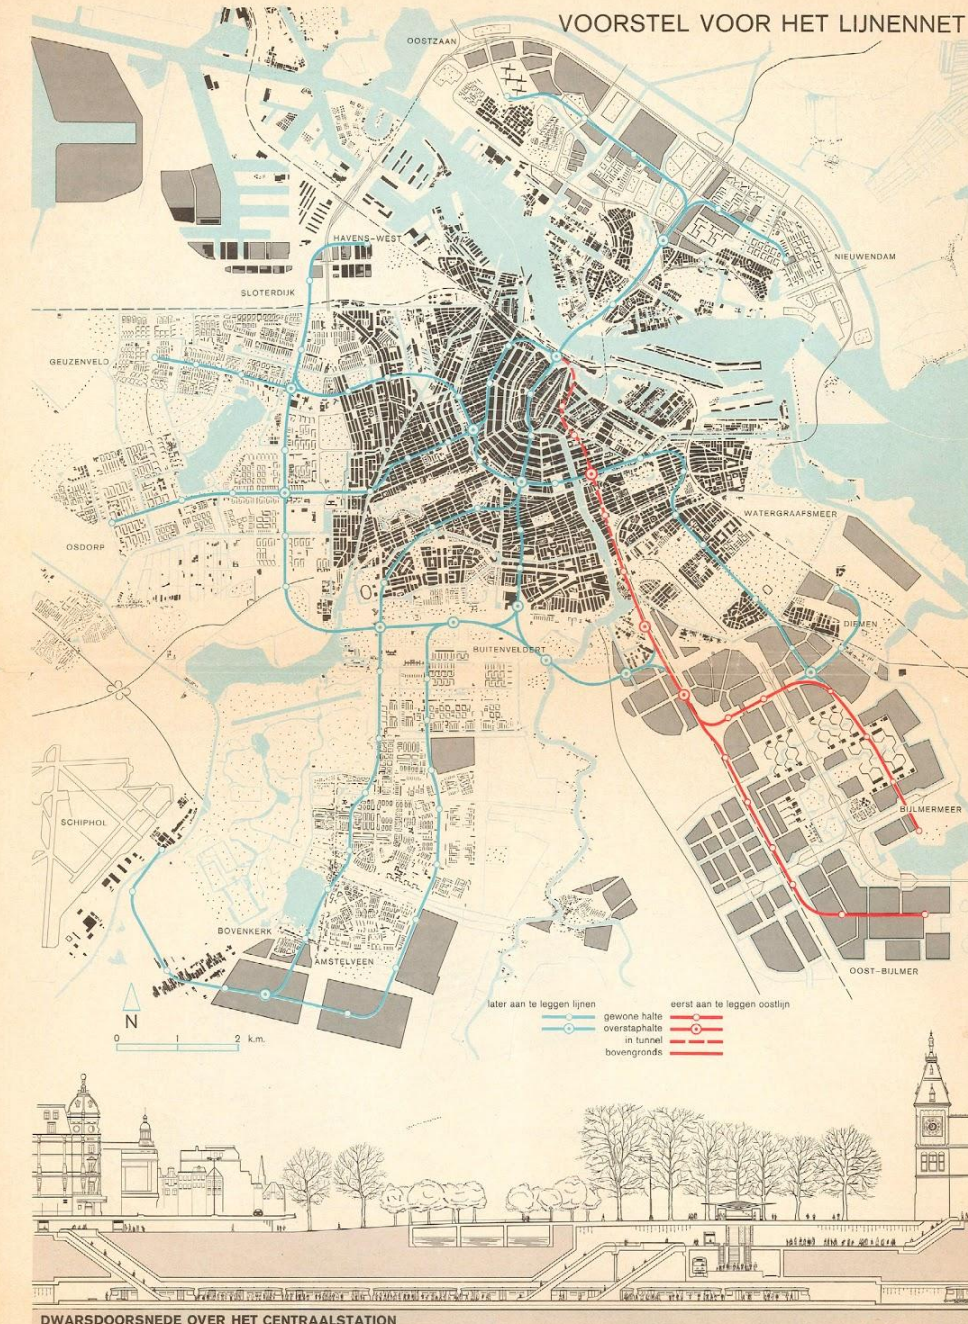 VOORSTEL VOOR HET LIJNENNET
OOSTZAAN
HAVENS-WEST
NIEUWENDAM
SLOTERDIJK
GEUZENVELD
WATERGRAAFSMEER
OSDORP
DIEMEN
BUITENVELDERT
SCHIPHOL
BIJLMERMEER
BOVENKERK
AMSTELVEEN
OOST-BIJLMER
N
0 1 2 k.m.
later aan te leggen lijnen eerst aan te leggen oostlijn
gewone halte
overstaphalte
in tunnel
bovengronds
DWARSDOORSNEDE OVER HET CENTRAALSTATION